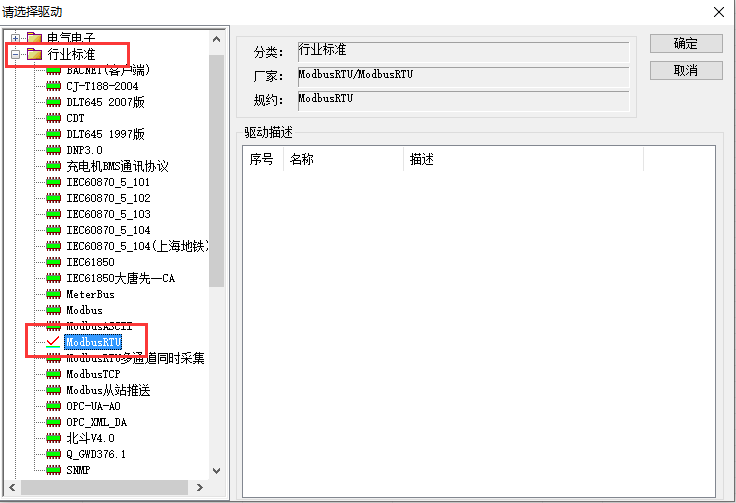 请选择驱动
电气电子
行业标准
BACNET(客户端)
CJ-T188-2004
DLT645 2007版
CDT
DLT645 1997版
DNP3.0
充电机BMS通讯协议
IEC60870_5_101
IEC60870_5_102
IEC60870_5_103
IEC60870_5_104
IEC60870_5_104(上海地铁)
IEC61850
IEC61850大唐先一CA
MeterBus
Modbus
ModbusASCII
ModbusRTU
ModbusRTU多通道同时采集
ModbusTCP
Modbus从站推送
OPC-UA-AO
OPC_XML_DA
北斗V4.0
Q_GWD376.1
SNMP
分类: 行业标准
厂家: ModbusRTU/ModbusRTU
规约: ModbusRTU
确定
取消
驱动描述
序号 名称 描述